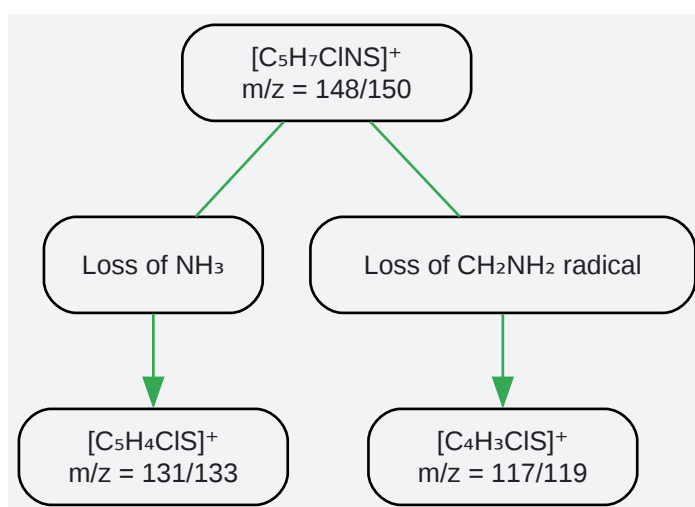 [C₅H₇ClNS]⁺
m/z = 148/150
Loss of NH₃
Loss of CH₂NH₂ radical
[C₅H₄ClS]⁺
m/z = 131/133
[C₄H₃ClS]⁺
m/z = 117/119